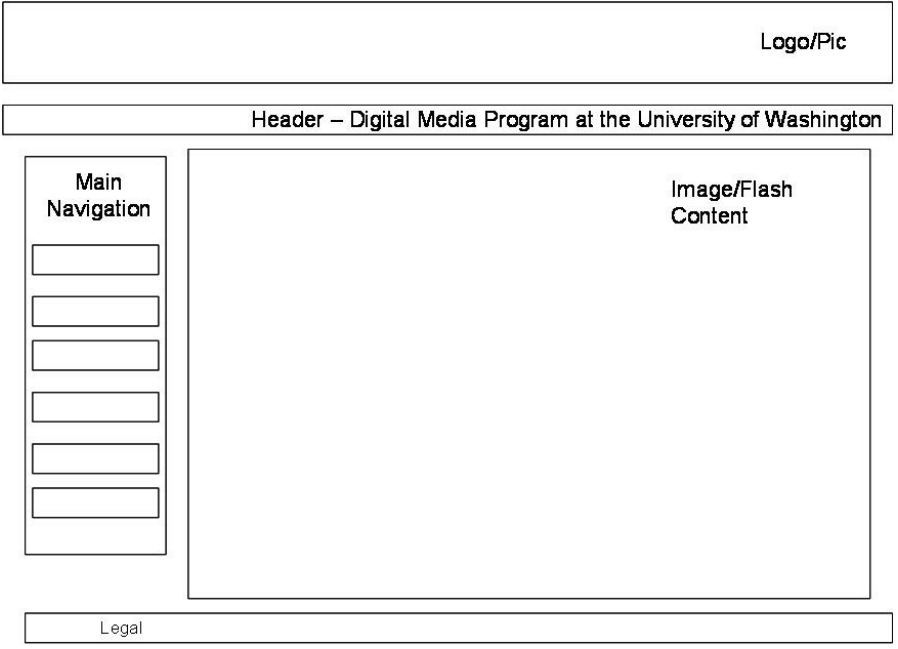 Logo/Pic
Header – Digital Media Program at the University of Washington
Main
Navigation
Image/Flash
Content
Legal